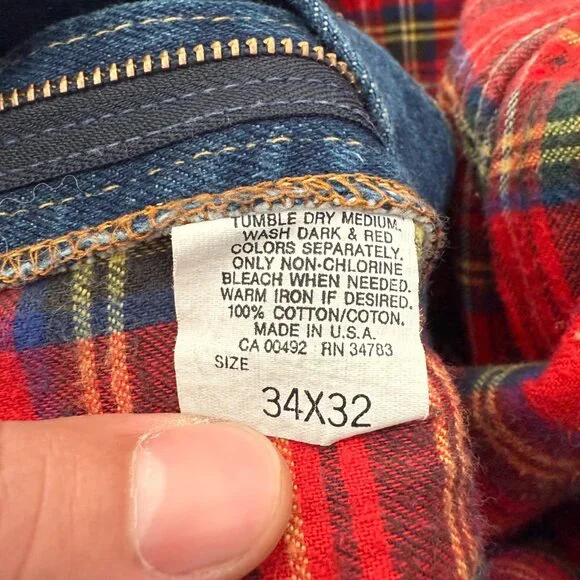 TUMBLE DRY MEDIUM.
WASH DARK & RED
COLORS SEPARATELY.
ONLY NON-CHLORINE
BLEACH WHEN NEEDED.
WARM IRON IF DESIRED.
100% COTTON/COTON.
MADE IN U.S.A.
CA 00492 RN 34783
SIZE
34X32